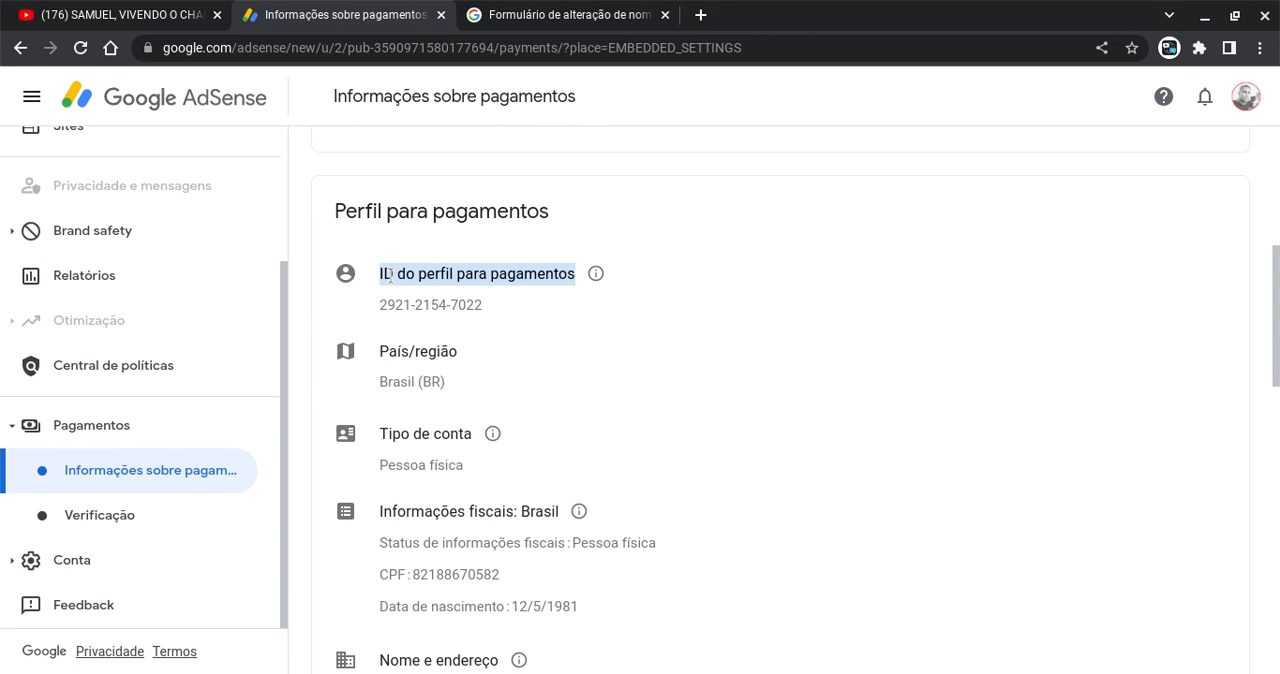 (176) SAMUEL, VIVENDO O CHA
Informações sobre pagamentos
Formulário de alteração de nom
google.com/adsense/new/u/2/pub-3590971580177694/payments/?place=EMBEDDED_SETTINGS
Google AdSense
Informações sobre pagamentos
Sites
Privacidade e mensagens
Brand safety
Relatórios
Otimização
Central de políticas
Pagamentos
Informações sobre pagam...
Verificação
Conta
Feedback
Google Privacidade Termos
Perfil para pagamentos
ID do perfil para pagamentos
2921-2154-7022
País/região
Brasil (BR)
Tipo de conta
Pessoa física
Informações fiscais: Brasil
Status de informações fiscais : Pessoa física
CPF : 82188670582
Data de nascimento : 12/5/1981
Nome e endereço